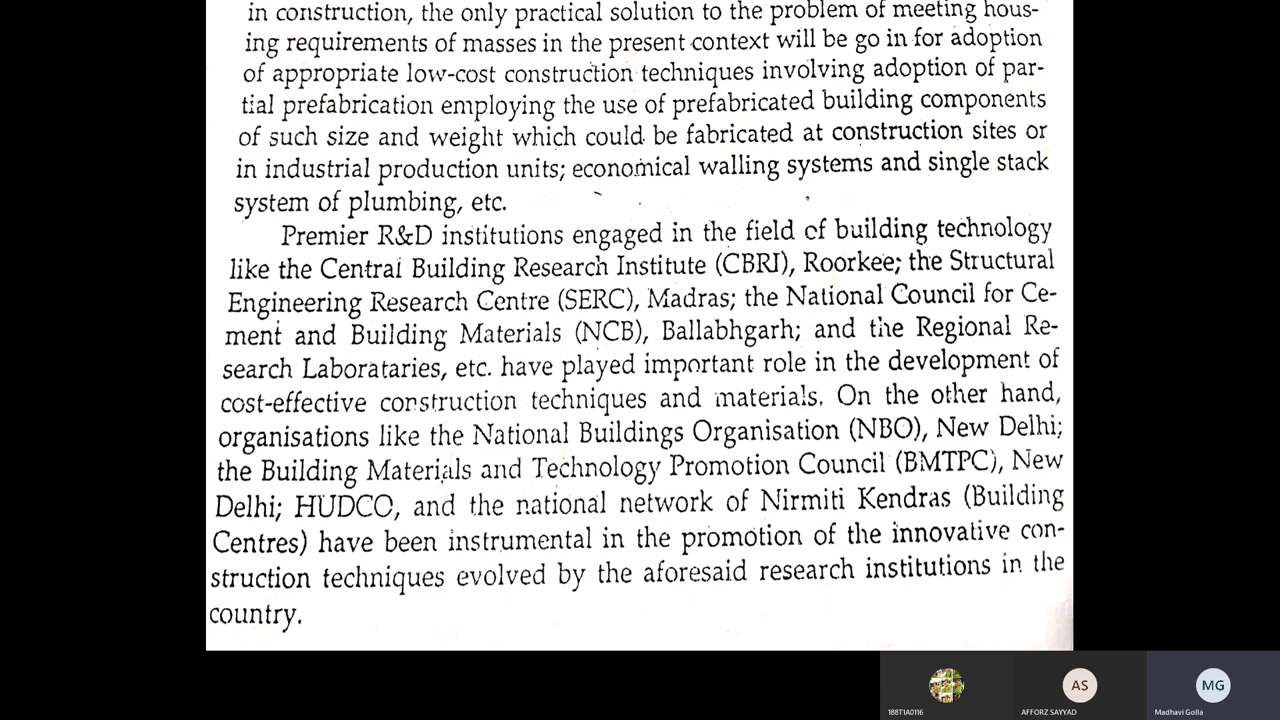 in construction, the only practical solution to the problem of meeting hous-
ing requirements of masses in the present context will be go in for adoption
of appropriate low-cost construction techniques involving adoption of par-
tial prefabrication employing the use of prefabricated building components
of such size and weight which could be fabricated at construction sites or
in industrial production units; economical walling systems and single stack
system of plumbing, etc.
Premier R&D institutions engaged in the field of building technology
like the Central Building Research Institute (CBRI), Roorkee; the Structural
Engineering Research Centre (SERC), Madras; the National Council for Ce-
ment and Building Materials (NCB), Ballabhgarh; and the Regional Re-
search Laborataries, etc. have played important role in the development of
cost-effective construction techniques and materials. On the other hand,
organisations like the National Buildings Organisation (NBO), New Delhi;
the Building Materials and Technology Promotion Council (BMTPC), New
Delhi; HUDCO, and the national network of Nirmiti Kendras (Building
Centres) have been instrumental in the promotion of the innovative con-
struction techniques evolved by the aforesaid research institutions in the
country.
AS
MG
188T1A0116
AFFORZ SAYYAD
Madhavi Golla